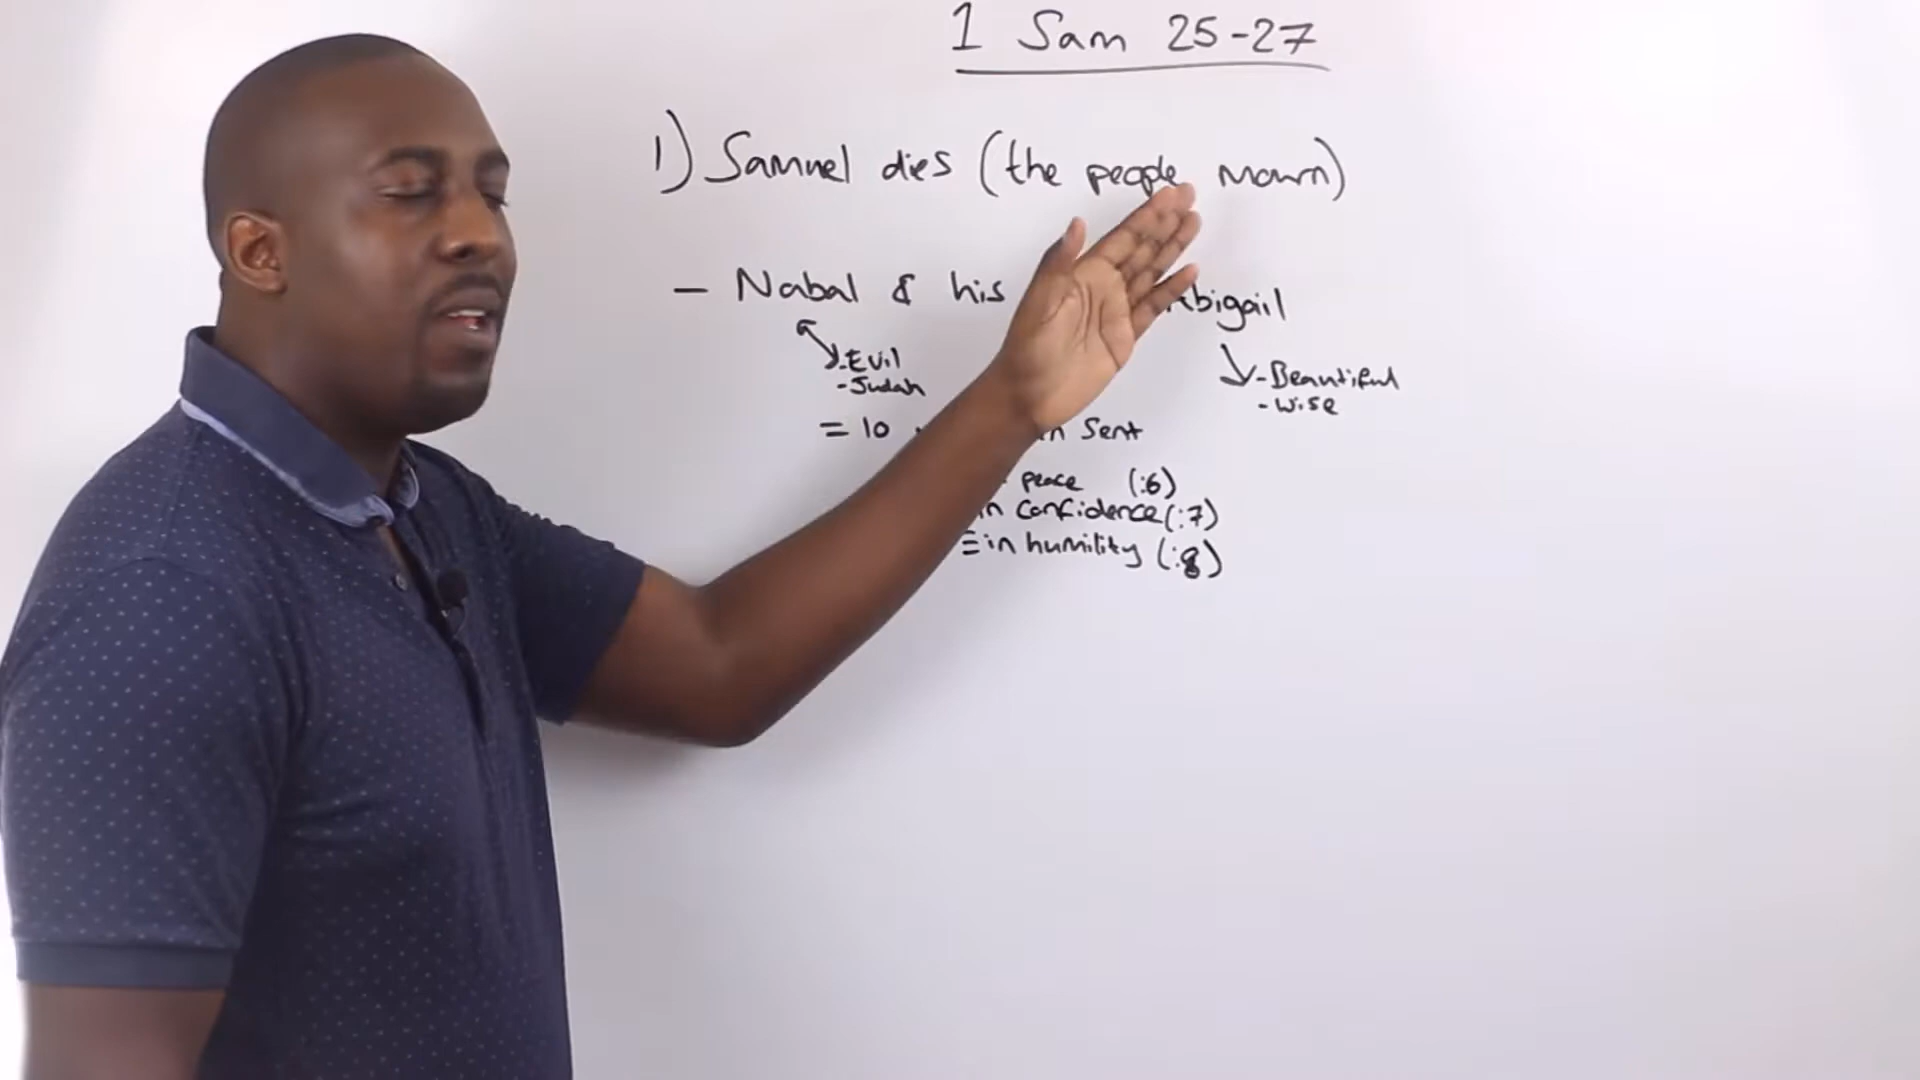 1 Sam 25-27
1) Samuel dies (the people mourn)
- Nabal & his Abigail
- Evil
- Judah
- Beautiful
- Wise
= 10 Sent
peace (:6)
in confidence (:7)
= in humility (:8)